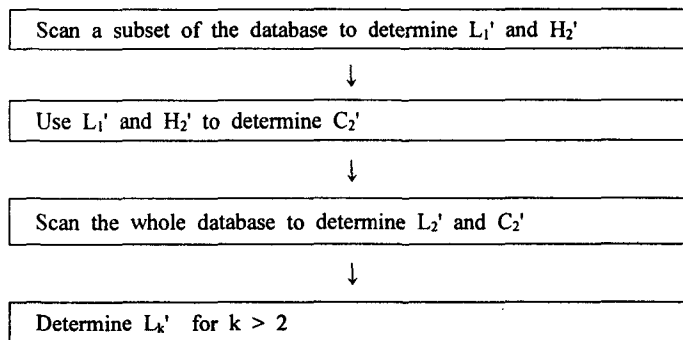 Scan a subset of the database to determine L₁' and H₂'
↓
Use L₁' and H₂' to determine C₂'
↓
Scan the whole database to determine L₂' and C₂'
↓
Determine Lₖ' for k > 2